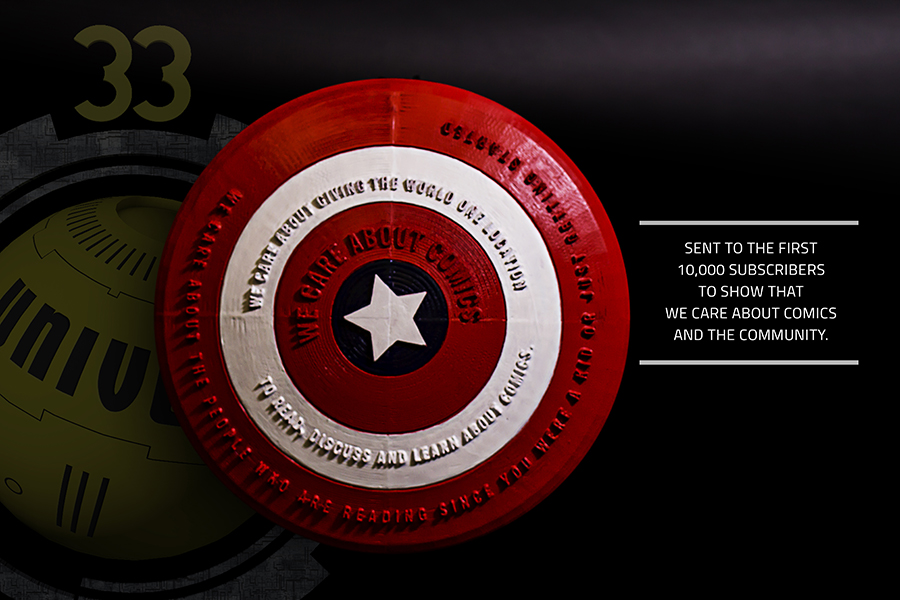 33
WE CARE ABOUT COMICS
WE CARE ABOUT GIVING THE WORLD ONE LOCATION
TO READ, DISCUSS AND LEARN ABOUT COMICS.
WE CARE ABOUT THE PEOPLE WHO ARE READING SINCE YOU WERE A KID OR JUST GETTING STARTED
SENT TO THE FIRST
10,000 SUBSCRIBERS
TO SHOW THAT
WE CARE ABOUT COMICS
AND THE COMMUNITY.